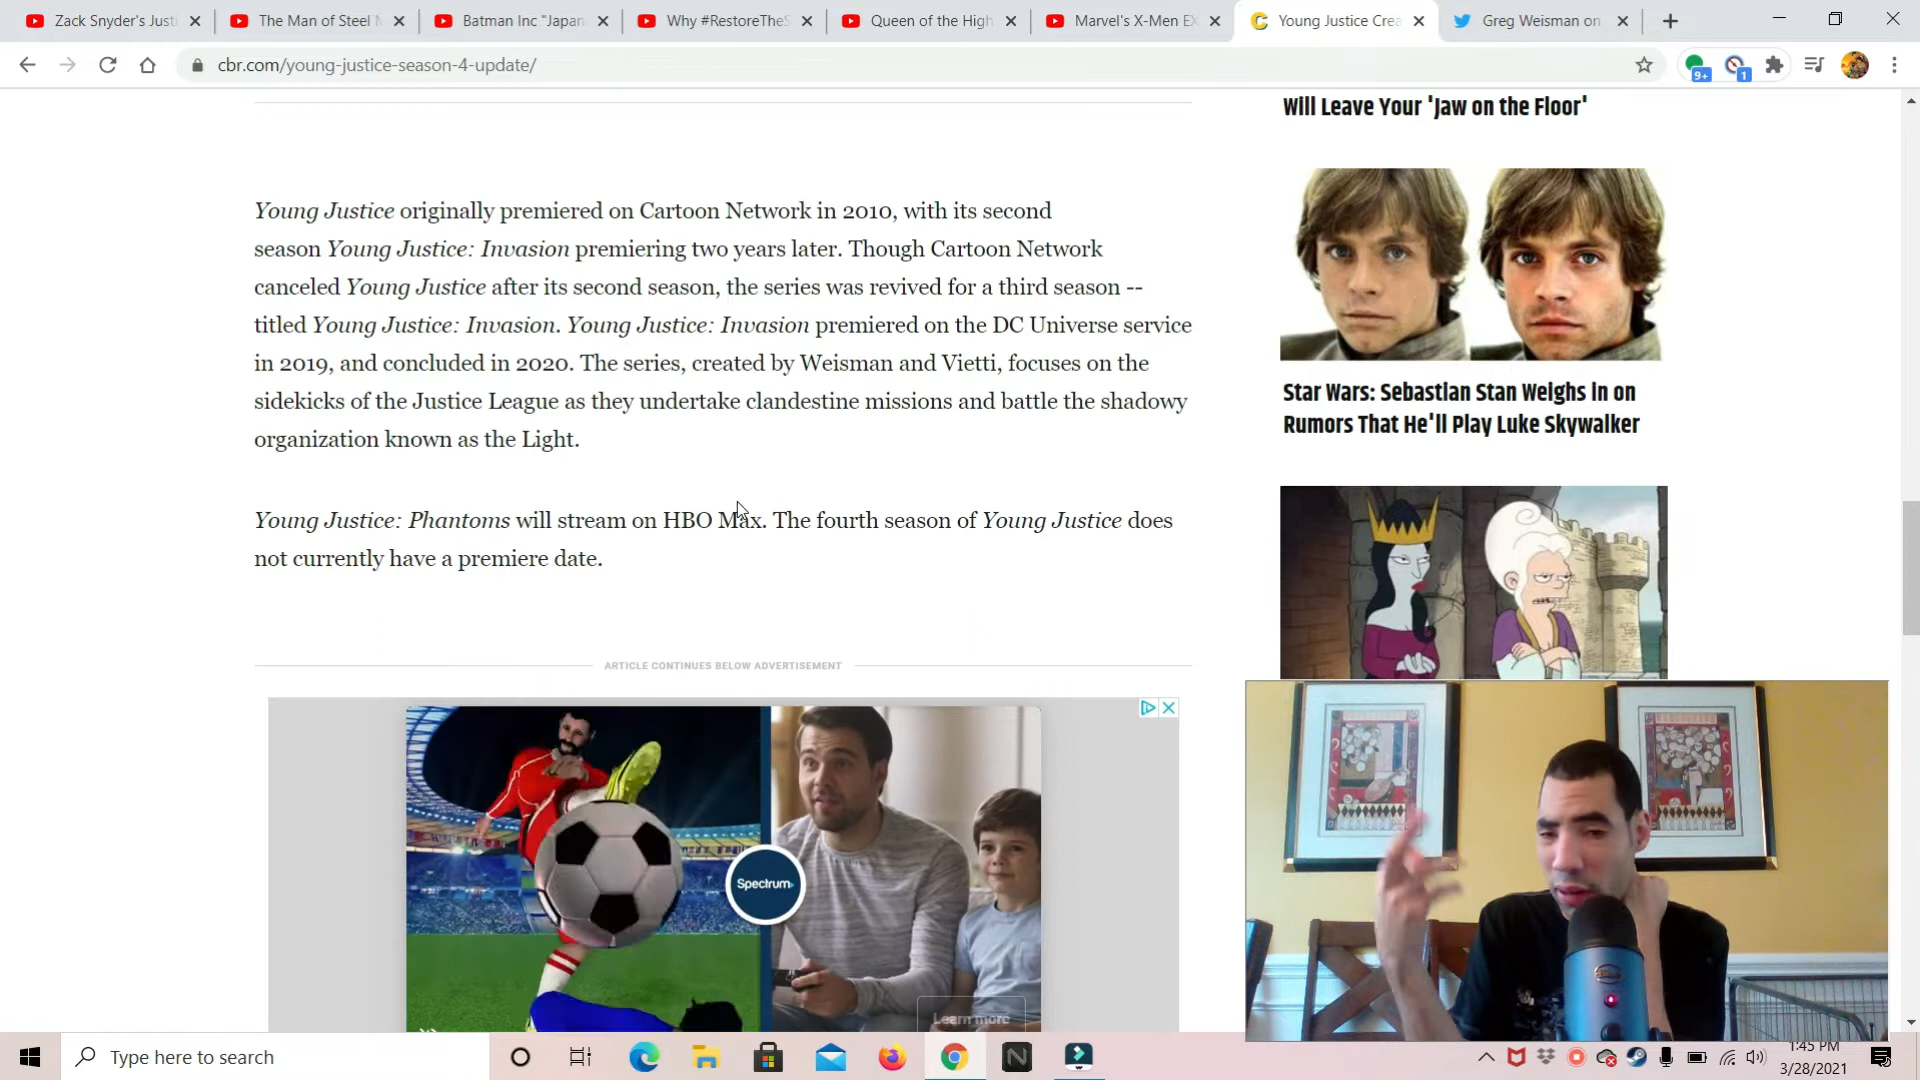 Zack Snyder's Just
The Man of Steel M
Batman Inc "Japan
Why #RestoreTheS
Queen of the High
Marvel's X-Men EX
Young Justice Crea
Greg Weisman on
cbr.com/young-justice-season-4-update/
9+
1
Will Leave Your 'Jaw on the Floor'
Young Justice originally premiered on Cartoon Network in 2010, with its second
season Young Justice: Invasion premiering two years later. Though Cartoon Network
canceled Young Justice after its second season, the series was revived for a third season --
titled Young Justice: Invasion. Young Justice: Invasion premiered on the DC Universe service
in 2019, and concluded in 2020. The series, created by Weisman and Vietti, focuses on the
sidekicks of the Justice League as they undertake clandestine missions and battle the shadowy
organization known as the Light.
Star Wars: Sebastian Stan Weighs in on
Rumors That He'll Play Luke Skywalker
Young Justice: Phantoms will stream on HBO Max. The fourth season of Young Justice does
not currently have a premiere date.
ARTICLE CONTINUES BELOW ADVERTISEMENT
Spectrum
Learn more
Type here to search
1:45 PM
3/28/2021